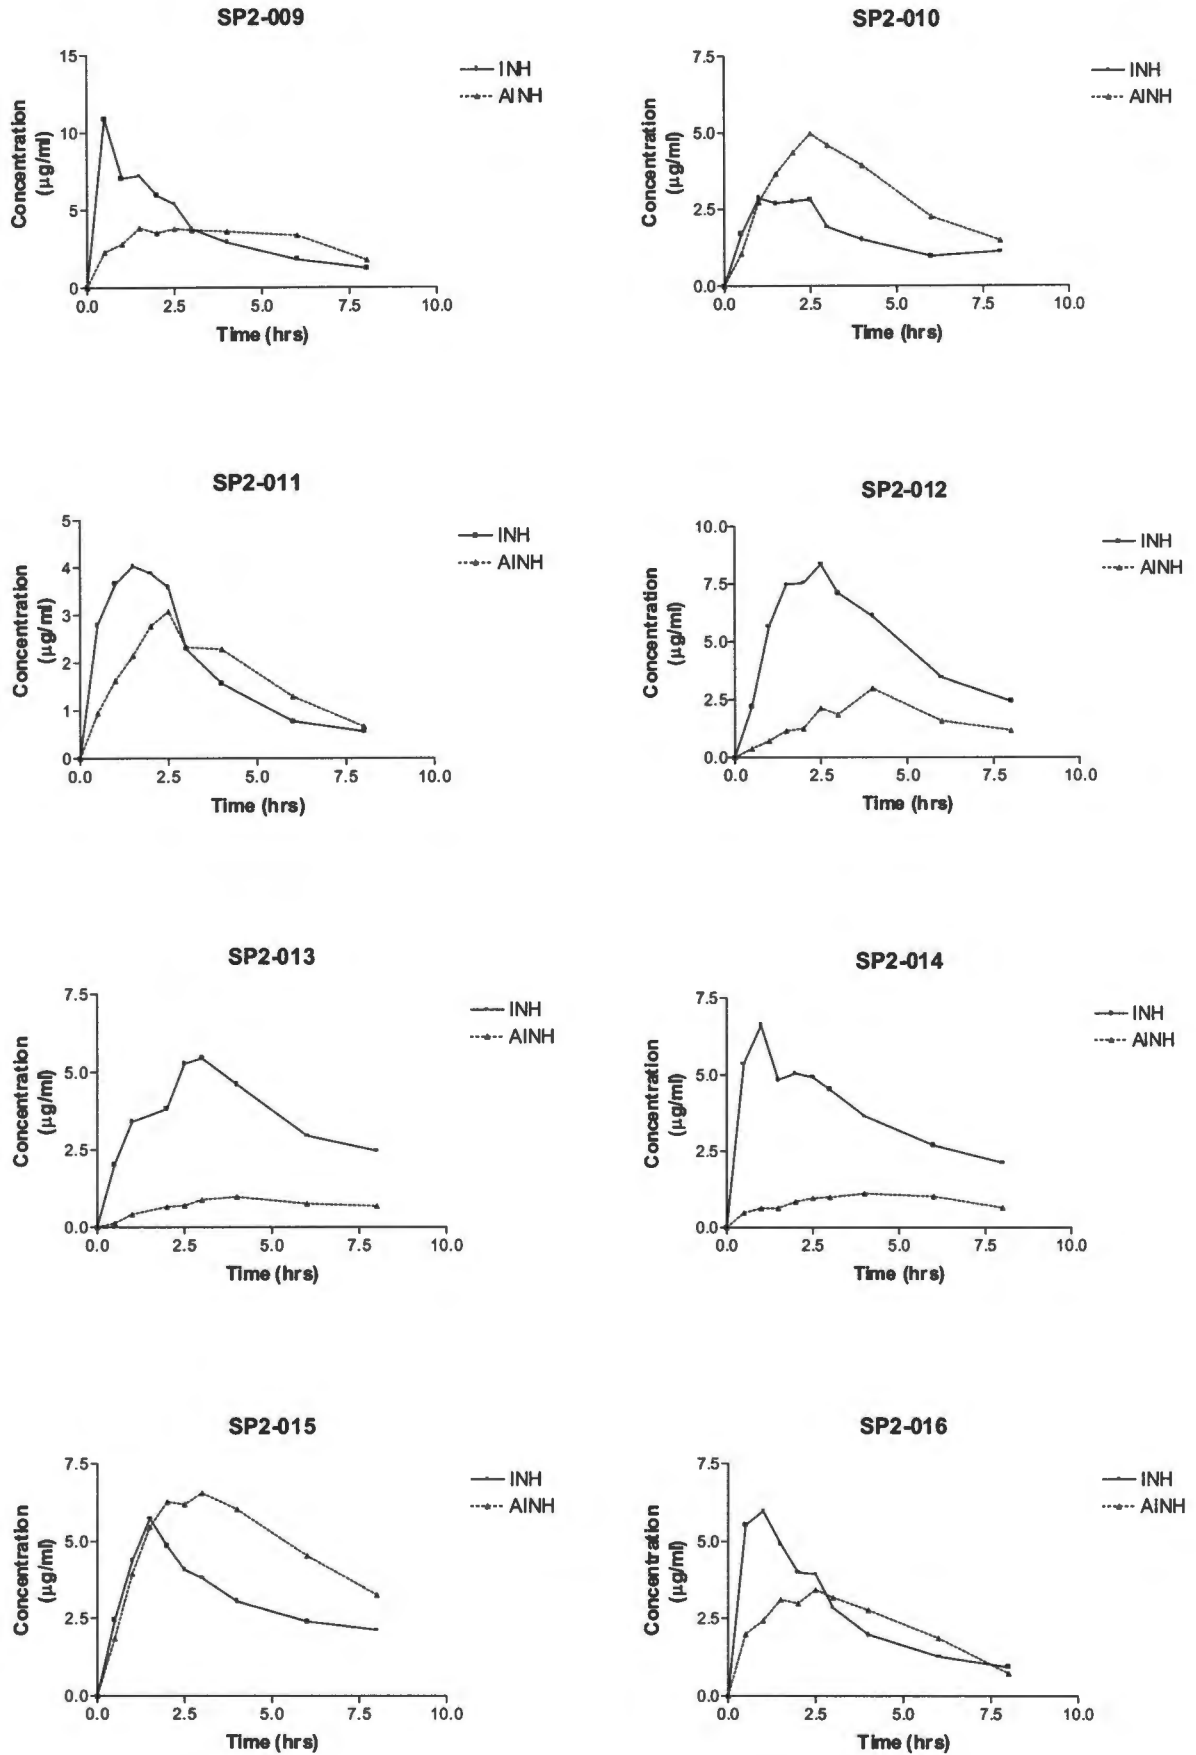 SP2-009
15
10
5
0
Concentration
(µg/ml)
0.0 2.5 5.0 7.5 10.0
Time (hrs)
INH
AINH
SP2-010
7.5
5.0
2.5
0.0
Concentration
(µg/ml)
0.0 2.5 5.0 7.5 10.0
Time (hrs)
INH
AINH
SP2-011
5
4
3
2
1
0
Concentration
(µg/ml)
0.0 2.5 5.0 7.5 10.0
Time (hrs)
INH
AINH
SP2-012
10.0
7.5
5.0
2.5
0.0
Concentration
(µg/ml)
0.0 2.5 5.0 7.5 10.0
Time (hrs)
INH
AINH
SP2-013
7.5
5.0
2.5
0.0
Concentration
(µg/ml)
0.0 2.5 5.0 7.5 10.0
Time (hrs)
INH
AINH
SP2-014
7.5
5.0
2.5
0.0
Concentration
(µg/ml)
0.0 2.5 5.0 7.5 10.0
Time (hrs)
INH
AINH
SP2-015
7.5
5.0
2.5
0.0
Concentration
(µg/ml)
0.0 2.5 5.0 7.5 10.0
Time (hrs)
INH
AINH
SP2-016
7.5
5.0
2.5
0.0
Concentration
(µg/ml)
0.0 2.5 5.0 7.5 10.0
Time (hrs)
INH
AINH